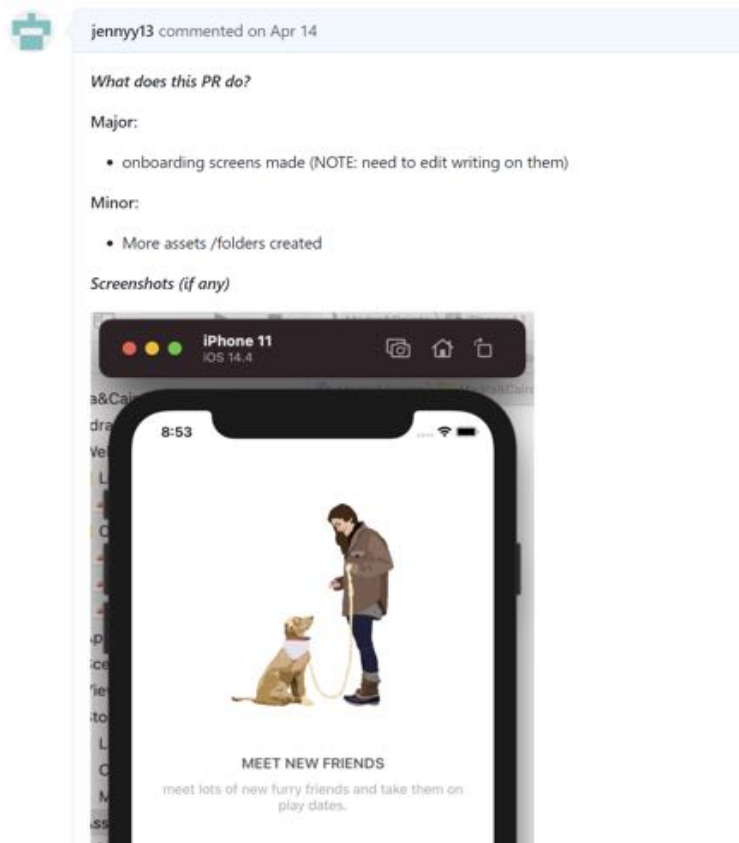 jennyy13 commented on Apr 14
What does this PR do?
Major:
• onboarding screens made (NOTE: need to edit writing on them)
Minor:
• More assets /folders created
Screenshots (if any)
iPhone 11
iOS 14.4
8:53
MEET NEW FRIENDS
meet lots of new furry friends and take them on
play dates.